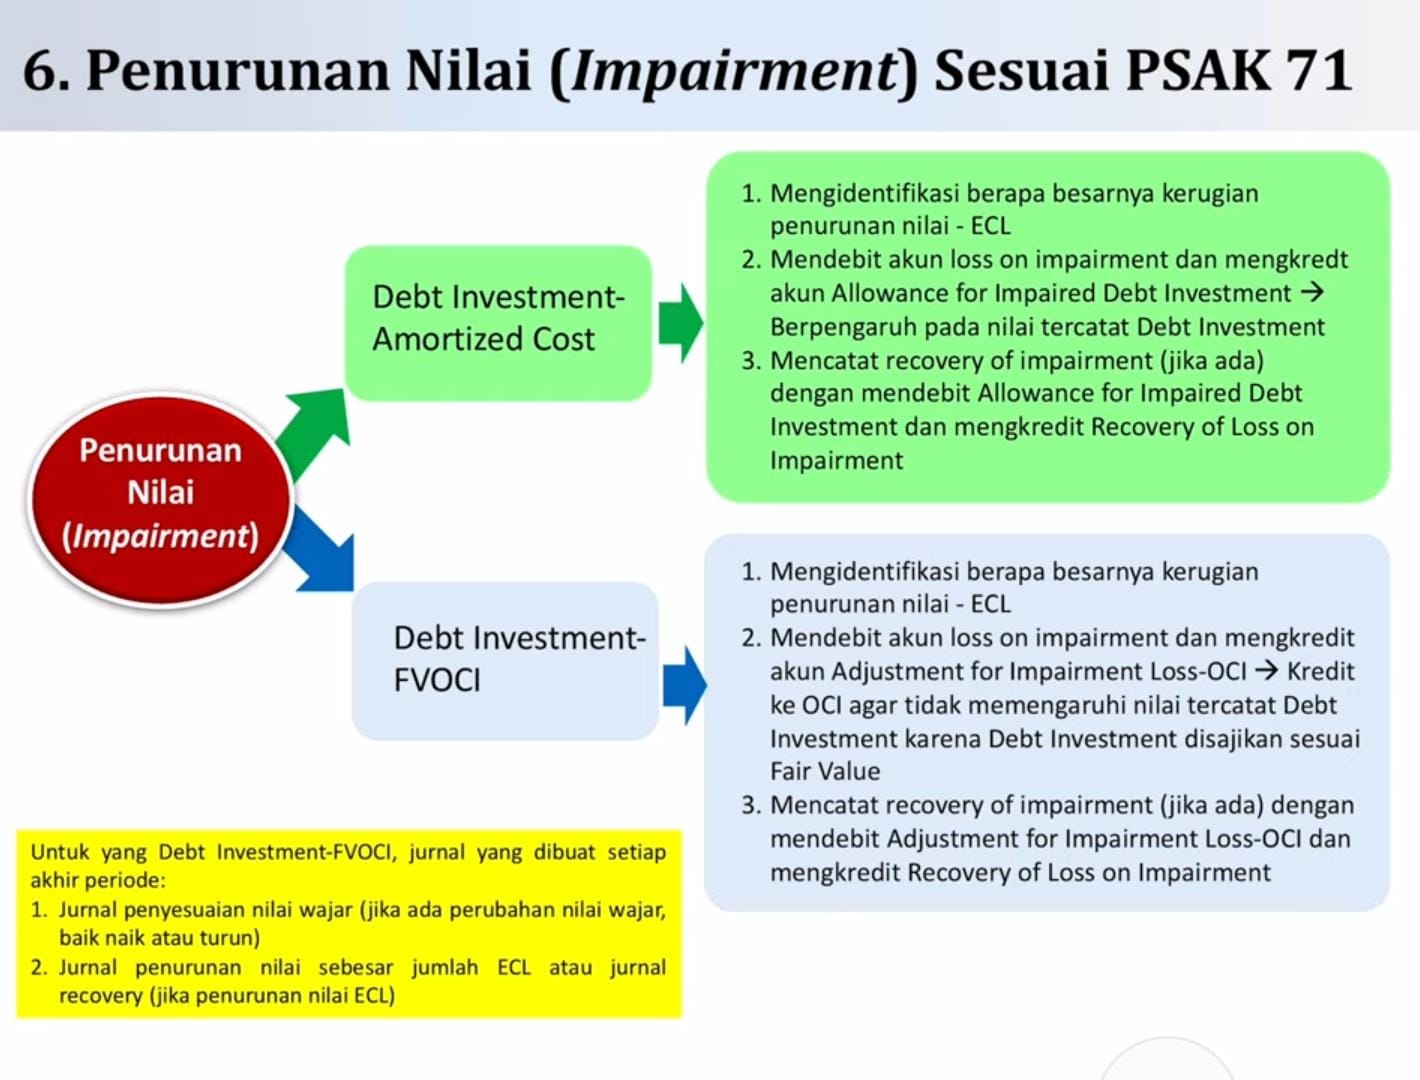 6. Penurunan Nilai (Impairment) Sesuai PSAK 71
Penurunan
Nilai
(Impairment)
Debt Investment-
Amortized Cost
1. Mengidentifikasi berapa besarnya kerugian
penurunan nilai - ECL
2. Mendebit akun loss on impairment dan mengkredt
akun Allowance for Impaired Debt Investment →
Berpengaruh pada nilai tercatat Debt Investment
3. Mencatat recovery of impairment (jika ada)
dengan mendebit Allowance for Impaired Debt
Investment dan mengkredit Recovery of Loss on
Impairment
Debt Investment-
FVOCI
1. Mengidentifikasi berapa besarnya kerugian
penurunan nilai - ECL
2. Mendebit akun loss on impairment dan mengkredit
akun Adjustment for Impairment Loss-OCI → Kredit
ke OCI agar tidak memengaruhi nilai tercatat Debt
Investment karena Debt Investment disajikan sesuai
Fair Value
3. Mencatat recovery of impairment (jika ada) dengan
mendebit Adjustment for Impairment Loss-OCI dan
mengkredit Recovery of Loss on Impairment
Untuk yang Debt Investment-FVOCI, jurnal yang dibuat setiap
akhir periode:
1. Jurnal penyesuaian nilai wajar (jika ada perubahan nilai wajar,
baik naik atau turun)
2. Jurnal penurunan nilai sebesar jumlah ECL atau jurnal
recovery (jika penurunan nilai ECL)